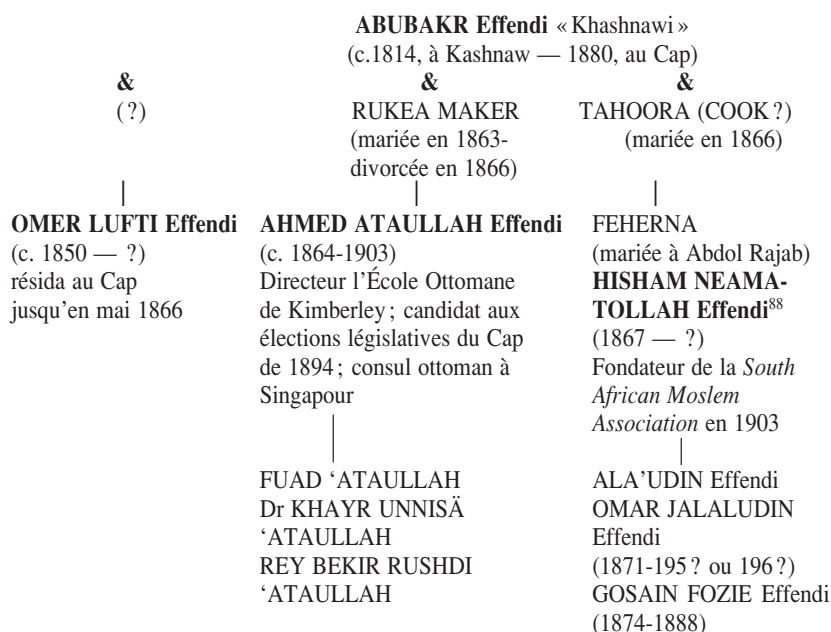 ABUBAKR Effendi « Khashnawi »
(c.1814, à Kashnaw — 1880, au Cap)
&
(?)
|
OMER LUFTI Effendi
(c. 1850 — ?)
résida au Cap
jusqu'en mai 1866
&
RUKEA MAKER
(mariée en 1863-
divorcée en 1866)
|
AHMED ATAULLAH Effendi
(c. 1864-1903)
Directeur l'École Ottomane
de Kimberley ; candidat aux
élections législatives du Cap
de 1894 ; consul ottoman à
Singapour
FUAD ‘ATAULLAH
Dr KHAYR UNNISÄ
‘ATAULLAH
REY BEKIR RUSHDI
‘ATAULLAH
&
TAHOORA (COOK ?)
(mariée en 1866)
|
FEHERNA
(mariée à Abdol Rajab)
HISHAM NEAMA-
TOLLAH Effendi88
(1867 — ?)
Fondateur de la South
African Moslem
Association en 1903
ALA’UDIN Effendi
OMAR JALALUDIN
Effendi
(1871-195 ? ou 196 ?)
GOSAIN FOZIE Effendi
(1874-1888)